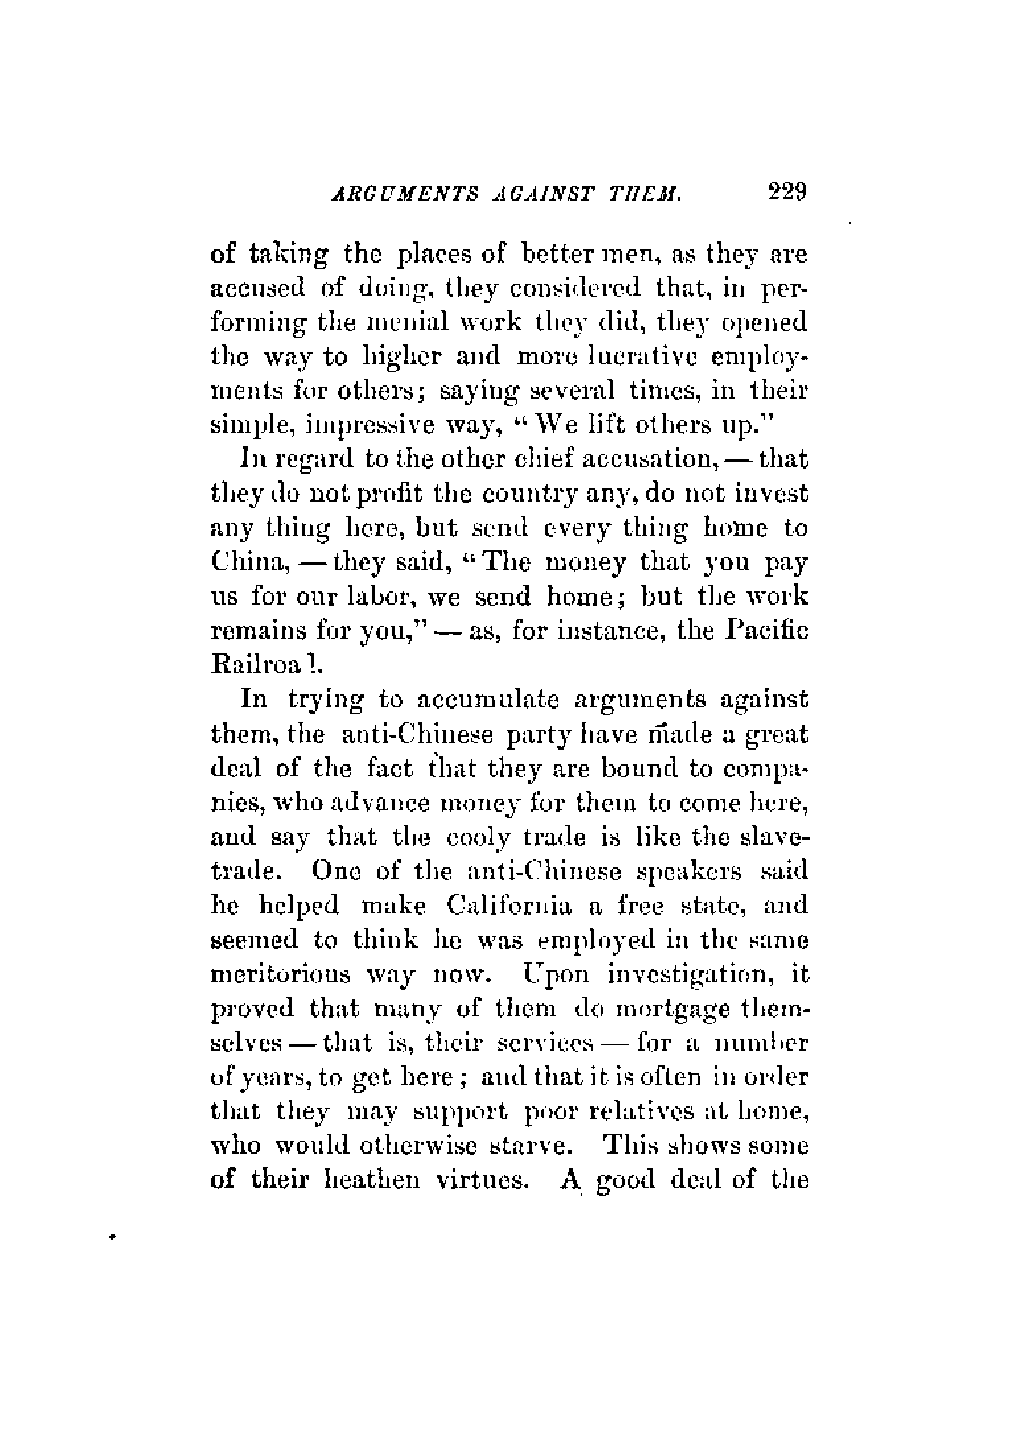 ARGUMENTS AGAINST THEM. 229
of taking the places of better men, as they are
accused of doing, they considered that, in per-
forming the menial work they did, they opened
the way to higher and more lucrative employ-
ments for others; saying several times, in their
simple, impressive way, “We lift others up.”
In regard to the other chief accusation, — that
they do not profit the country any, do not invest
any thing here, but send every thing home to
China, — they said, “The money that you pay
us for our labor, we send home; but the work
remains for you,” — as, for instance, the Pacific
Railroad.
In trying to accumulate arguments against
them, the anti-Chinese party have made a great
deal of the fact that they are bound to compa-
nies, who advance money for them to come here,
and say that the cooly trade is like the slave-
trade. One of the anti-Chinese speakers said
he helped make California a free state, and
seemed to think he was employed in the same
meritorious way now. Upon investigation, it
proved that many of them do mortgage them-
selves — that is, their services — for a number
of years, to get here; and that it is often in order
that they may support poor relatives at home,
who would otherwise starve. This shows some
of their heathen virtues. A good deal of the